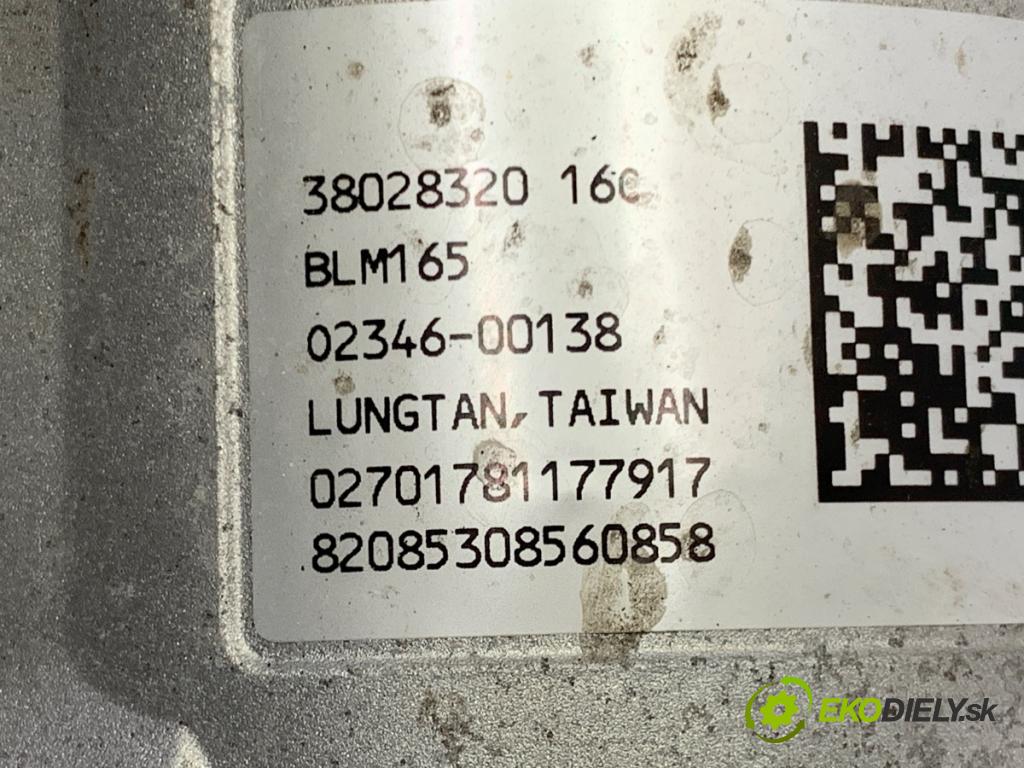 38028320 16C
BLM165
02346-00138
LUNGTAN, TAIWAN
02701781177917
82085308560858
EKODIELY.sk